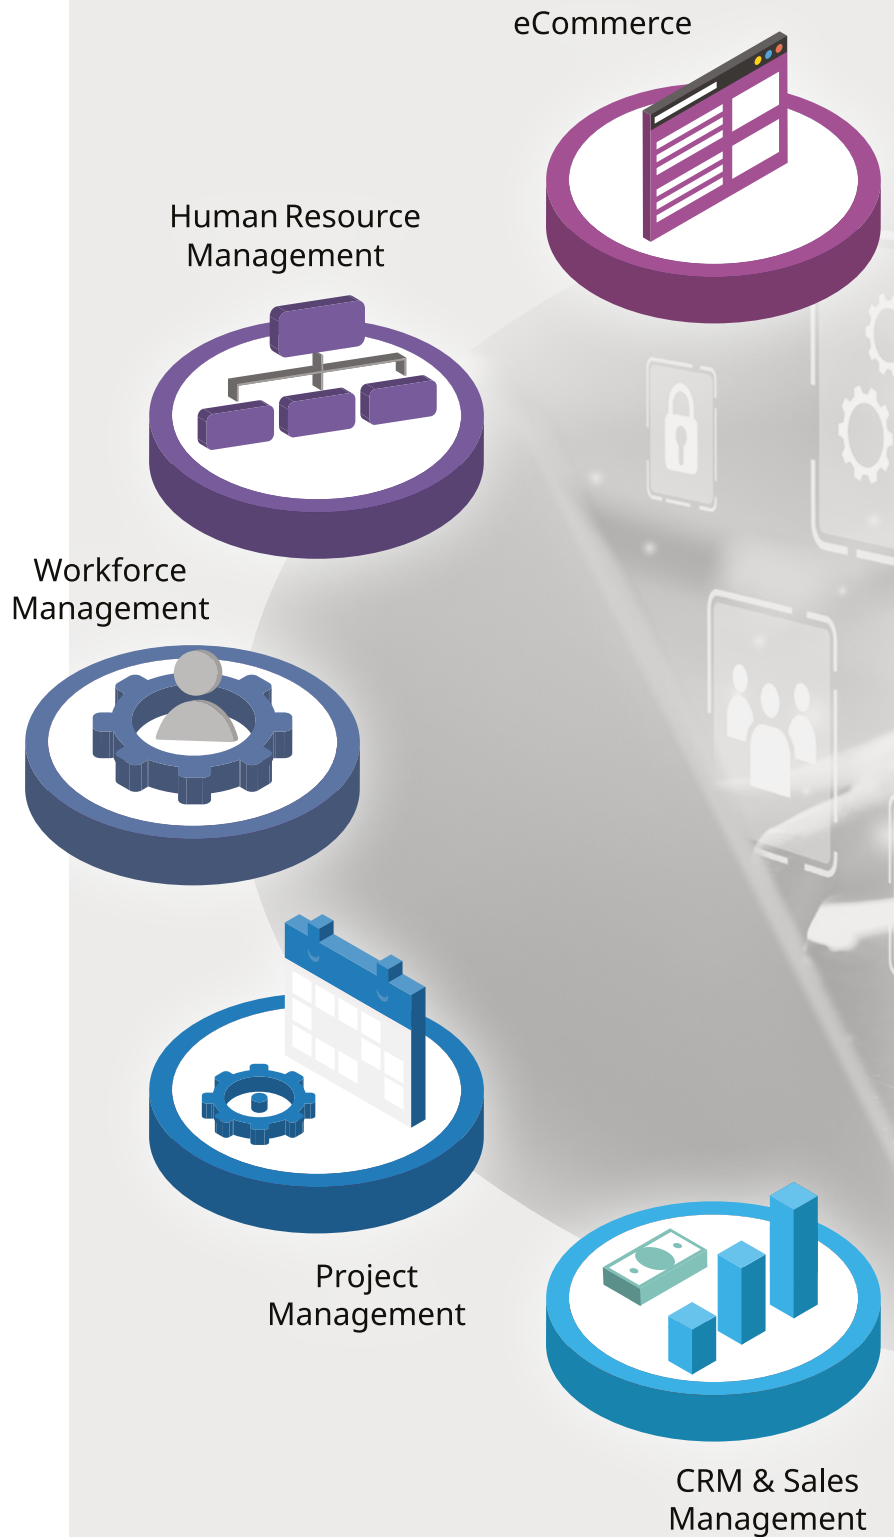 eCommerce
Human Resource
Management
Workforce
Management
Project
Management
CRM & Sales
Management